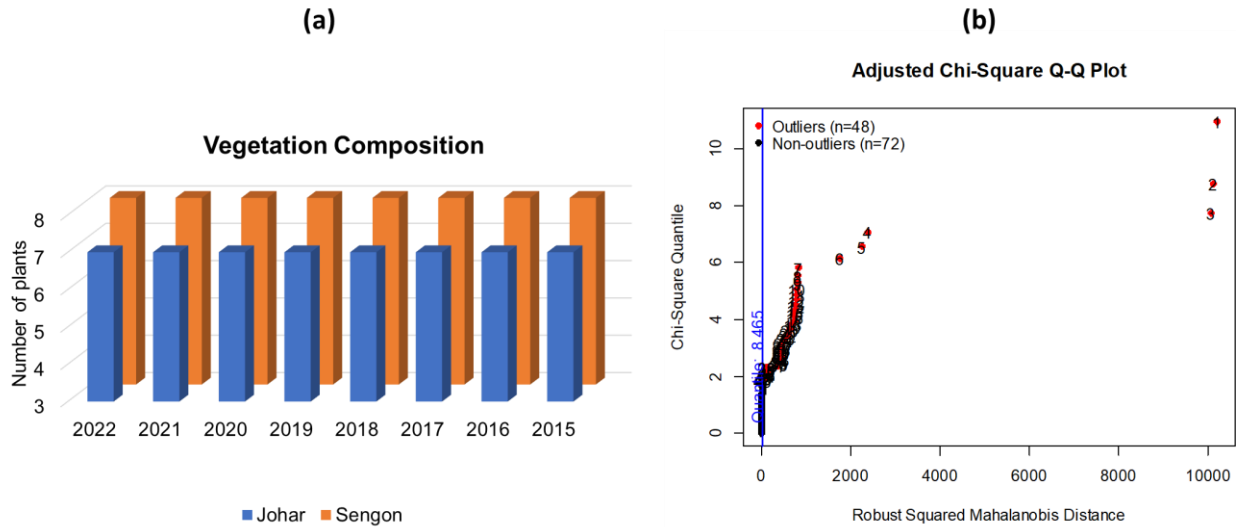 (a)
Vegetation Composition
Number of plants
8
7
6
5
4
3
2022 2021 2020 2019 2018 2017 2016 2015
Johar Sengon
(b)
Adjusted Chi-Square Q-Q Plot
Outliers (n=48)
Non-outliers (n=72)
Quantile: 8.465
Chi-Square Quantile
10
8
6
4
2
0
1
2
3
4
5
6
7
0 2000 4000 6000 8000 10000
Robust Squared Mahalanobis Distance